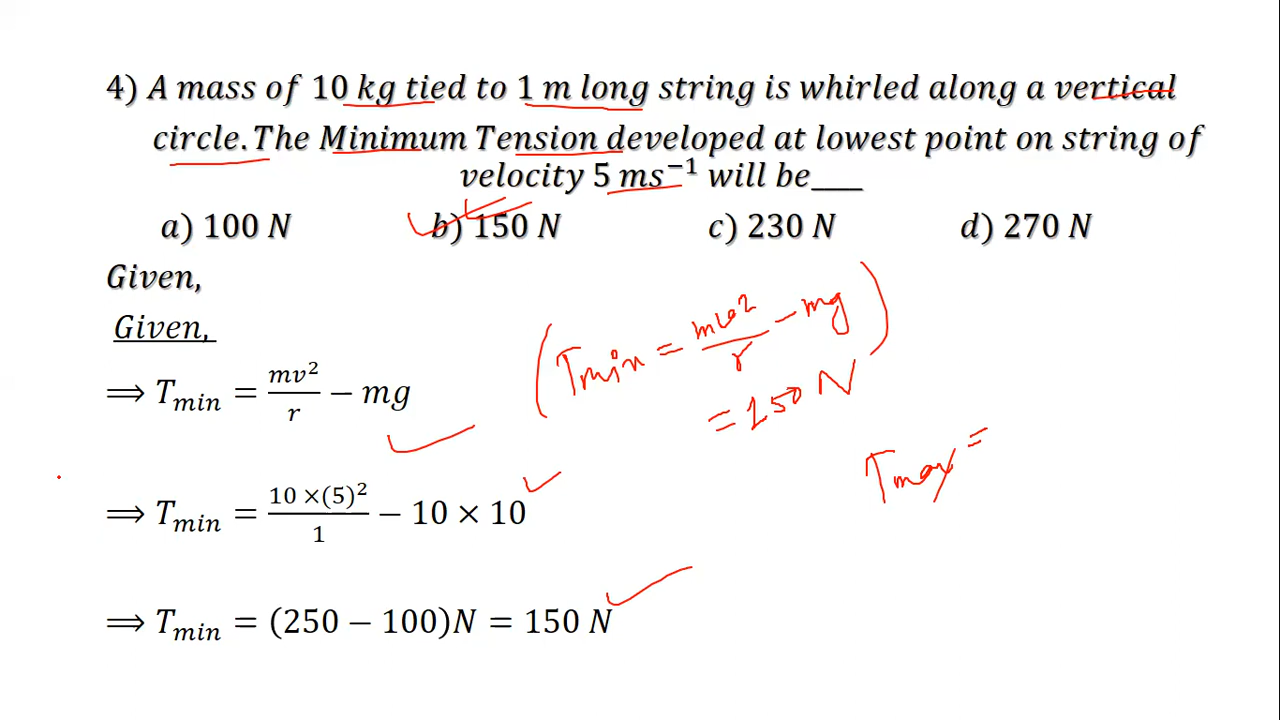 4) A mass of 10 kg tied to 1 m long string is whirled along a vertical
circle. The Minimum Tension developed at lowest point on string of
velocity 5 ms⁻¹ will be___
a) 100 N b) 150 N c) 230 N d) 270 N
Given,
Given,
⟹ Tmin = mv²/r − mg
(Tmin = mv²/r − mg)
= 150 N
Tmax =
⟹ Tmin = 10 ×(5)²/1 − 10 × 10
⟹ Tmin = (250 − 100)N = 150 N